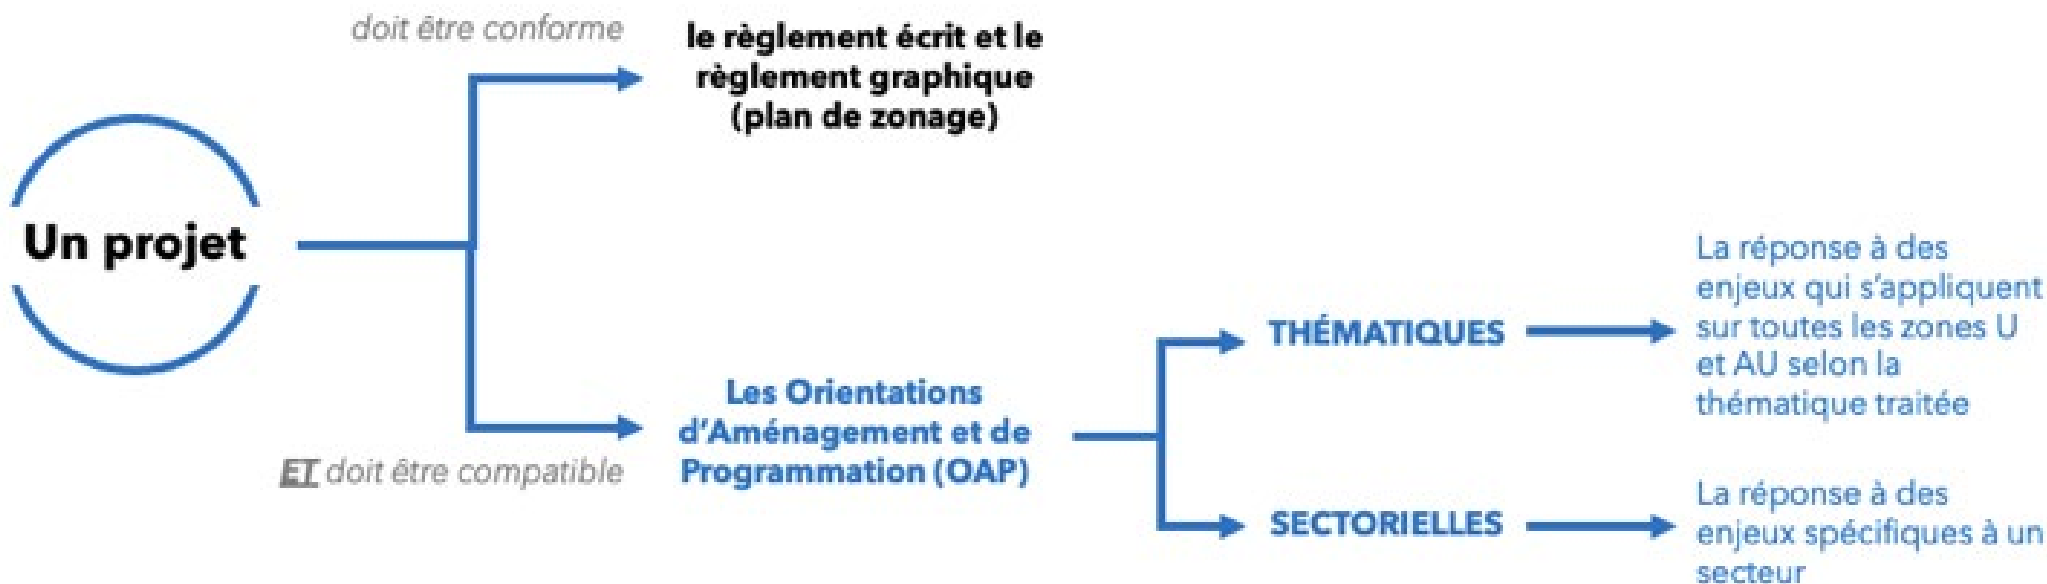 doit être conforme
le règlement écrit et le
règlement graphique
(plan de zonage)
Un projet
ET doit être compatible
Les Orientations
d'Aménagement et de
Programmation (OAP)
THÉMATIQUES
La réponse à des
enjeux qui s'appliquent
sur toutes les zones U
et AU selon la
thématique traitée
SECTORIELLES
La réponse à des
enjeux spécifiques à un
secteur